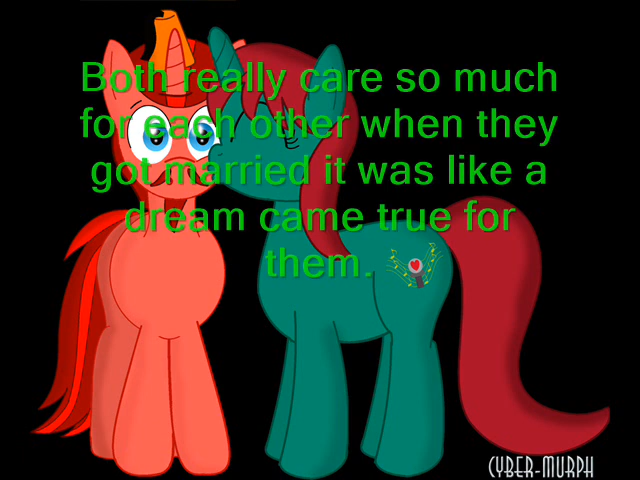 Both really care so much
for each other when they
got married it was like a
dream came true for
them.
CYBER-MURPH